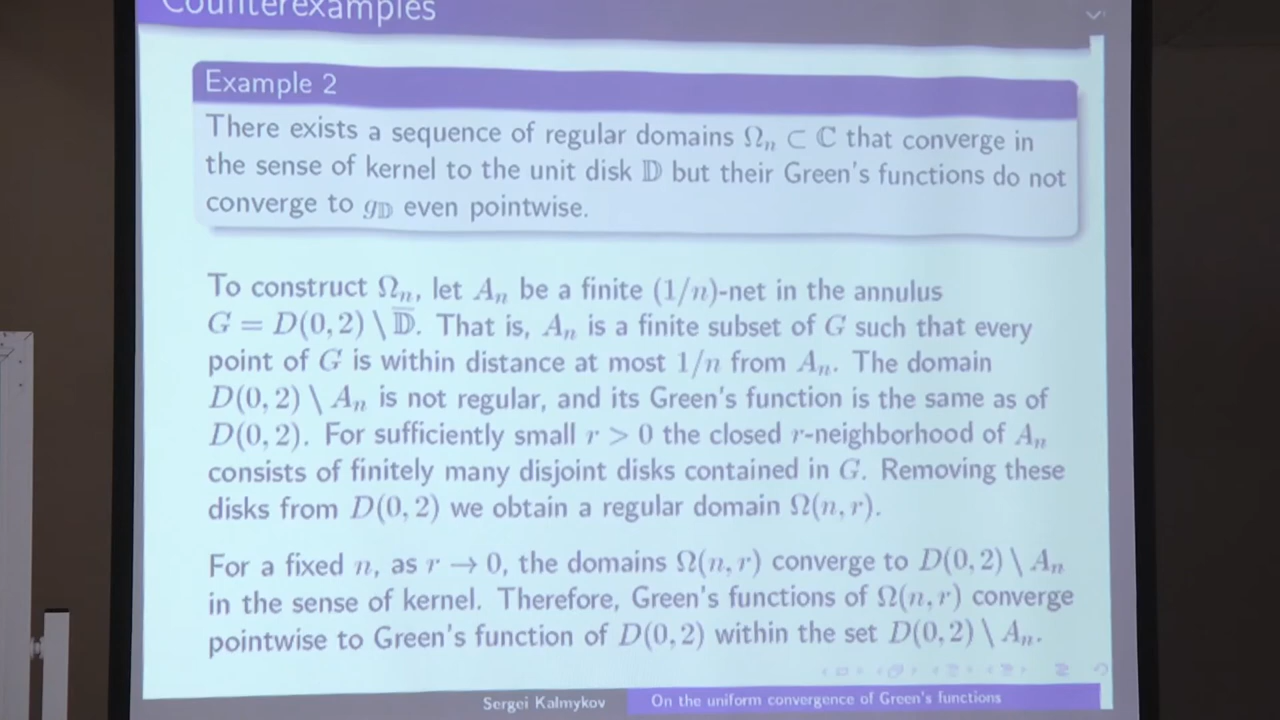 Counterexamples
Example 2
There exists a sequence of regular domains Ωₙ ⊂ ℂ that converge in
the sense of kernel to the unit disk 𝔻 but their Green's functions do not
converge to g_𝔻 even pointwise.
To construct Ωₙ, let Aₙ be a finite (1/n)-net in the annulus
G = D(0, 2) \ 𝔻̅. That is, Aₙ is a finite subset of G such that every
point of G is within distance at most 1/n from Aₙ. The domain
D(0, 2) \ Aₙ is not regular, and its Green's function is the same as of
D(0, 2). For sufficiently small r > 0 the closed r-neighborhood of Aₙ
consists of finitely many disjoint disks contained in G. Removing these
disks from D(0, 2) we obtain a regular domain Ω(n, r).
For a fixed n, as r → 0, the domains Ω(n, r) converge to D(0, 2) \ Aₙ
in the sense of kernel. Therefore, Green's functions of Ω(n, r) converge
pointwise to Green's function of D(0, 2) within the set D(0, 2) \ Aₙ.
Sergei Kalmykov On the uniform convergence of Green's functions